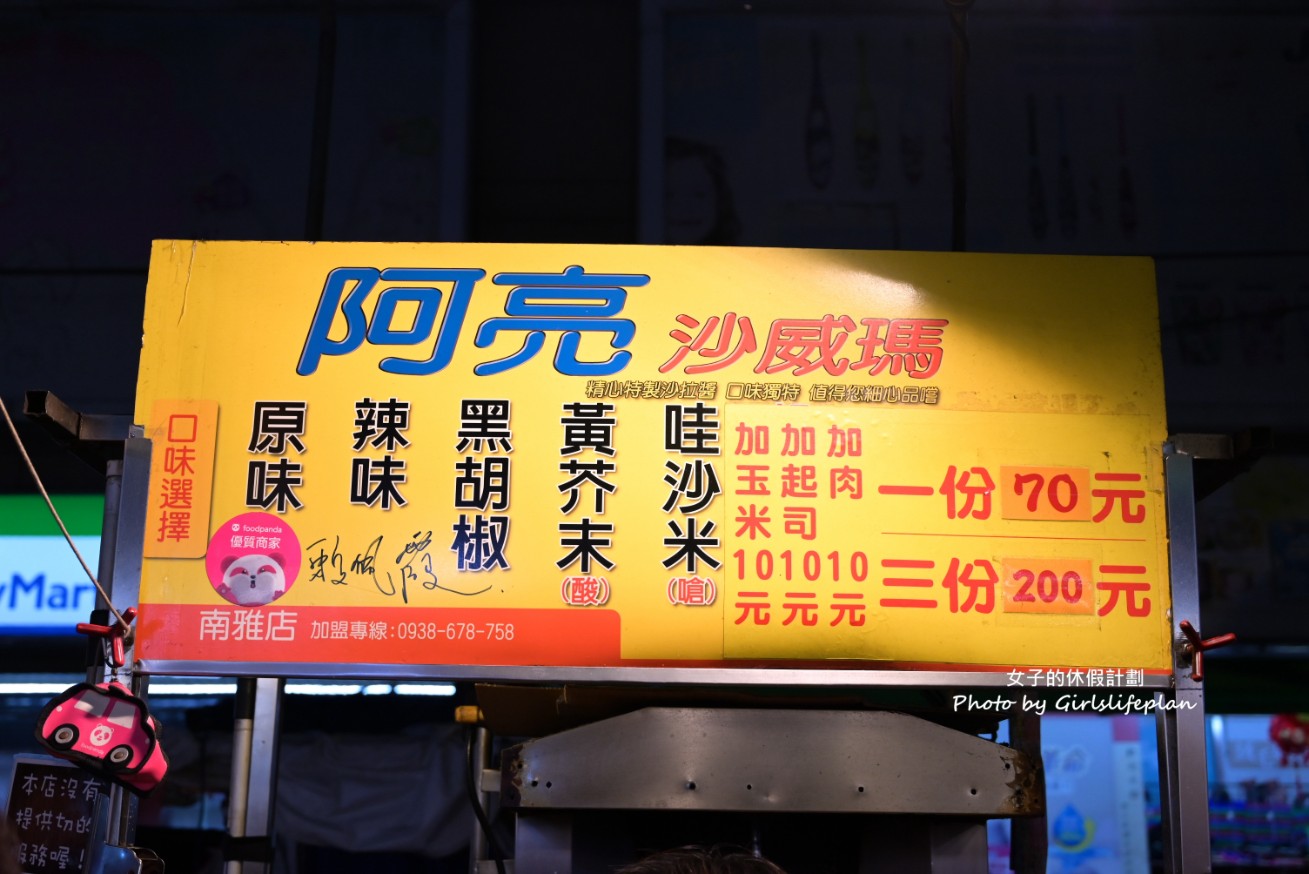 阿亮 沙威瑪
精心特製沙拉醬 口味獨特 值得您細心品嚐
口味選擇
原味
辣味
黑胡椒
黃芥末
(酸)
哇沙米
(嗆)
加玉米10元
加起司10元
加肉10元
一份70元
三份200元
foodpanda
優質商家
南雅店 加盟專線:0938-678-758
yMart
女子的休假計劃
Photo by Girlslifeplan
本店沒有
提供切的
服務喔!